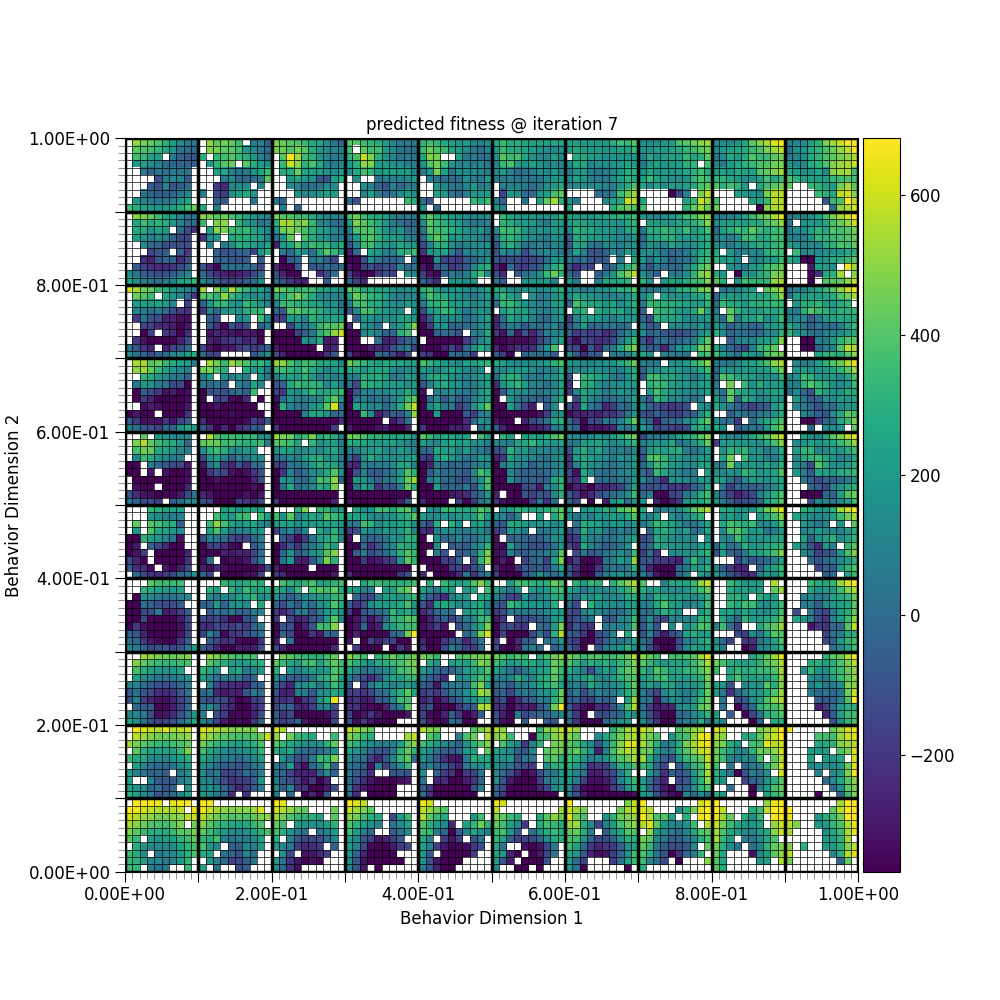 predicted fitness @ iteration 7
1.00E+00
8.00E-01
6.00E-01
4.00E-01
2.00E-01
0.00E+00
Behavior Dimension 2
0.00E+00 2.00E-01 4.00E-01 6.00E-01 8.00E-01 1.00E+00
Behavior Dimension 1
600
400
200
0
−200